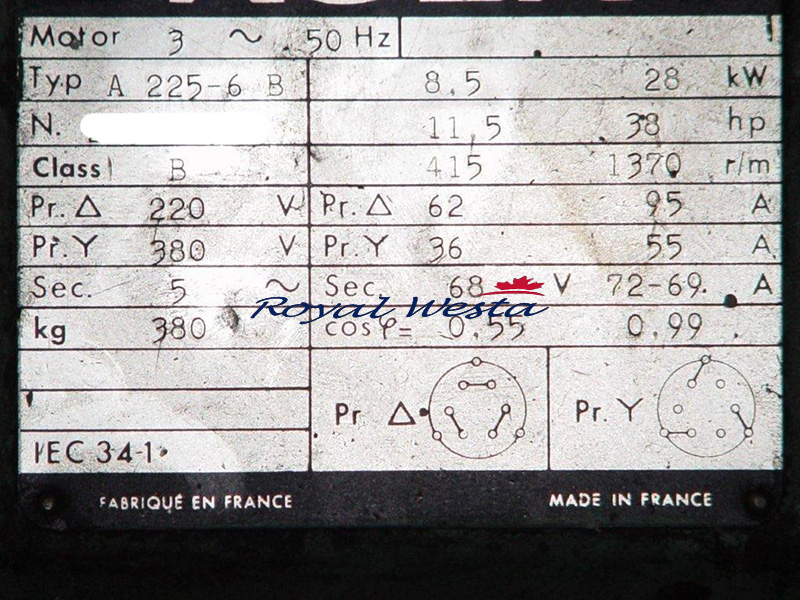 Motor 3 ~ 50 Hz
Typ A 225-6 B 8,5 28 kW
N. 11,5 38 hp
Class B 415 1370 r/m
Pr. Δ 220 V Pr. Δ 62 95 A
Pr. Y 380 V Pr. Y 36 55 A
Sec. 5 ~ Sec. 68 V 72-69. A
Royal Westa
kg 380 cos φ= 0,55 0,99
Pr Δ Pr. Y
IEC 34-1
FABRIQUÉ EN FRANCE MADE IN FRANCE